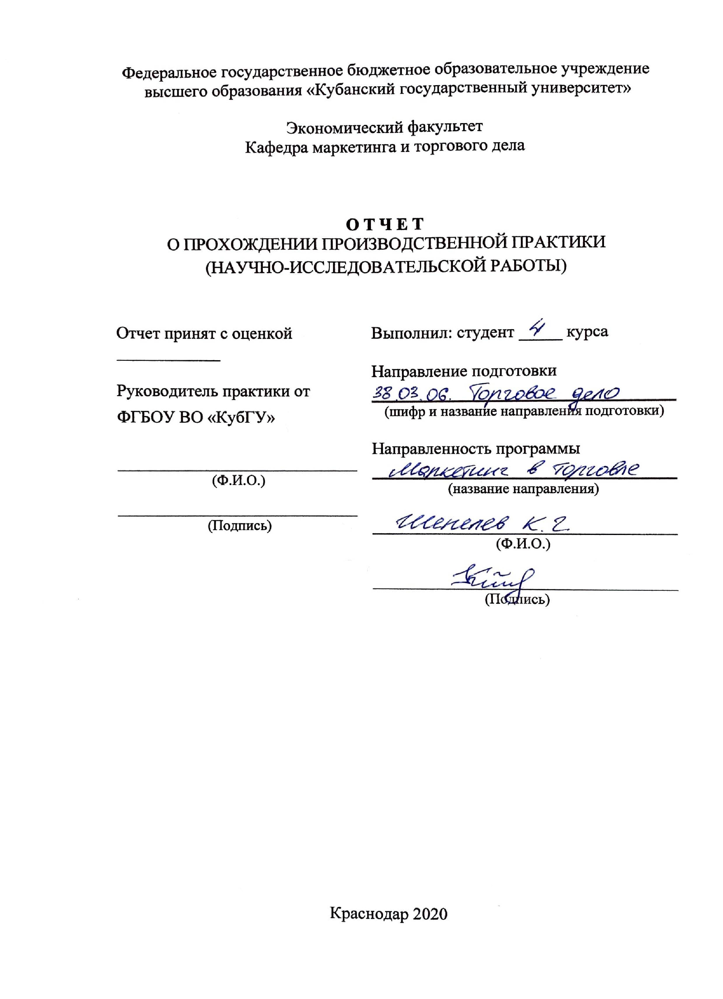 Федеральное государственное бюджетное образовательное учреждение
высшего образования «Кубанский государственный университет»
Экономический факультет
Кафедра маркетинга и торгового дела
О Т Ч Е Т
О ПРОХОЖДЕНИИ ПРОИЗВОДСТВЕННОЙ ПРАКТИКИ
(НАУЧНО-ИССЛЕДОВАТЕЛЬСКОЙ РАБОТЫ)
Отчет принят с оценкой
Руководитель практики от
ФГБОУ ВО «КубГУ»
(Ф.И.О.)
(Подпись)
Выполнил: студент 4 курса
Направление подготовки
38.03.06. Торговое дело
(шифр и название направления подготовки)
Направленность программы
Маркетинг в торговле
(название направления)
Шепелев К. Г
(Ф.И.О.)
(Подпись)
Краснодар 2020